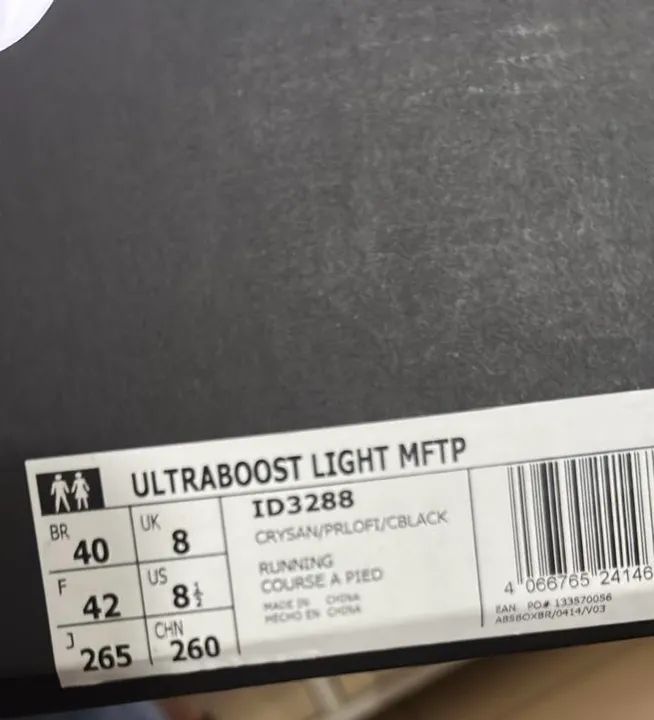 ULTRABOOST LIGHT MFTP
BR 40 UK 8
F 42 US 8½
J 265 CHN 260
ID3288
CRYSAN/PRLOFI/CBLACK
RUNNING
COURSE A PIED
MADE IN CHINA
HECHO EN CHINA
4 066765 24146
EAN PO# 133570056
ABSBOXBR/0414/V03